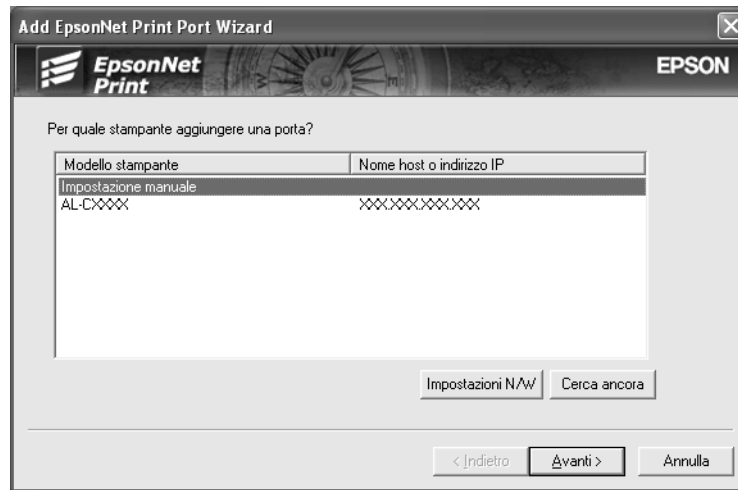 Add EpsonNet Print Port Wizard
EpsonNet
Print
EPSON
Per quale stampante aggiungere una porta?
Modello stampante Nome host o indirizzo IP
Impostazione manuale
AL-CXXXX XXX.XXX.XXX.XXX
Impostazioni N/W Cerca ancora
< Indietro Avanti > Annulla